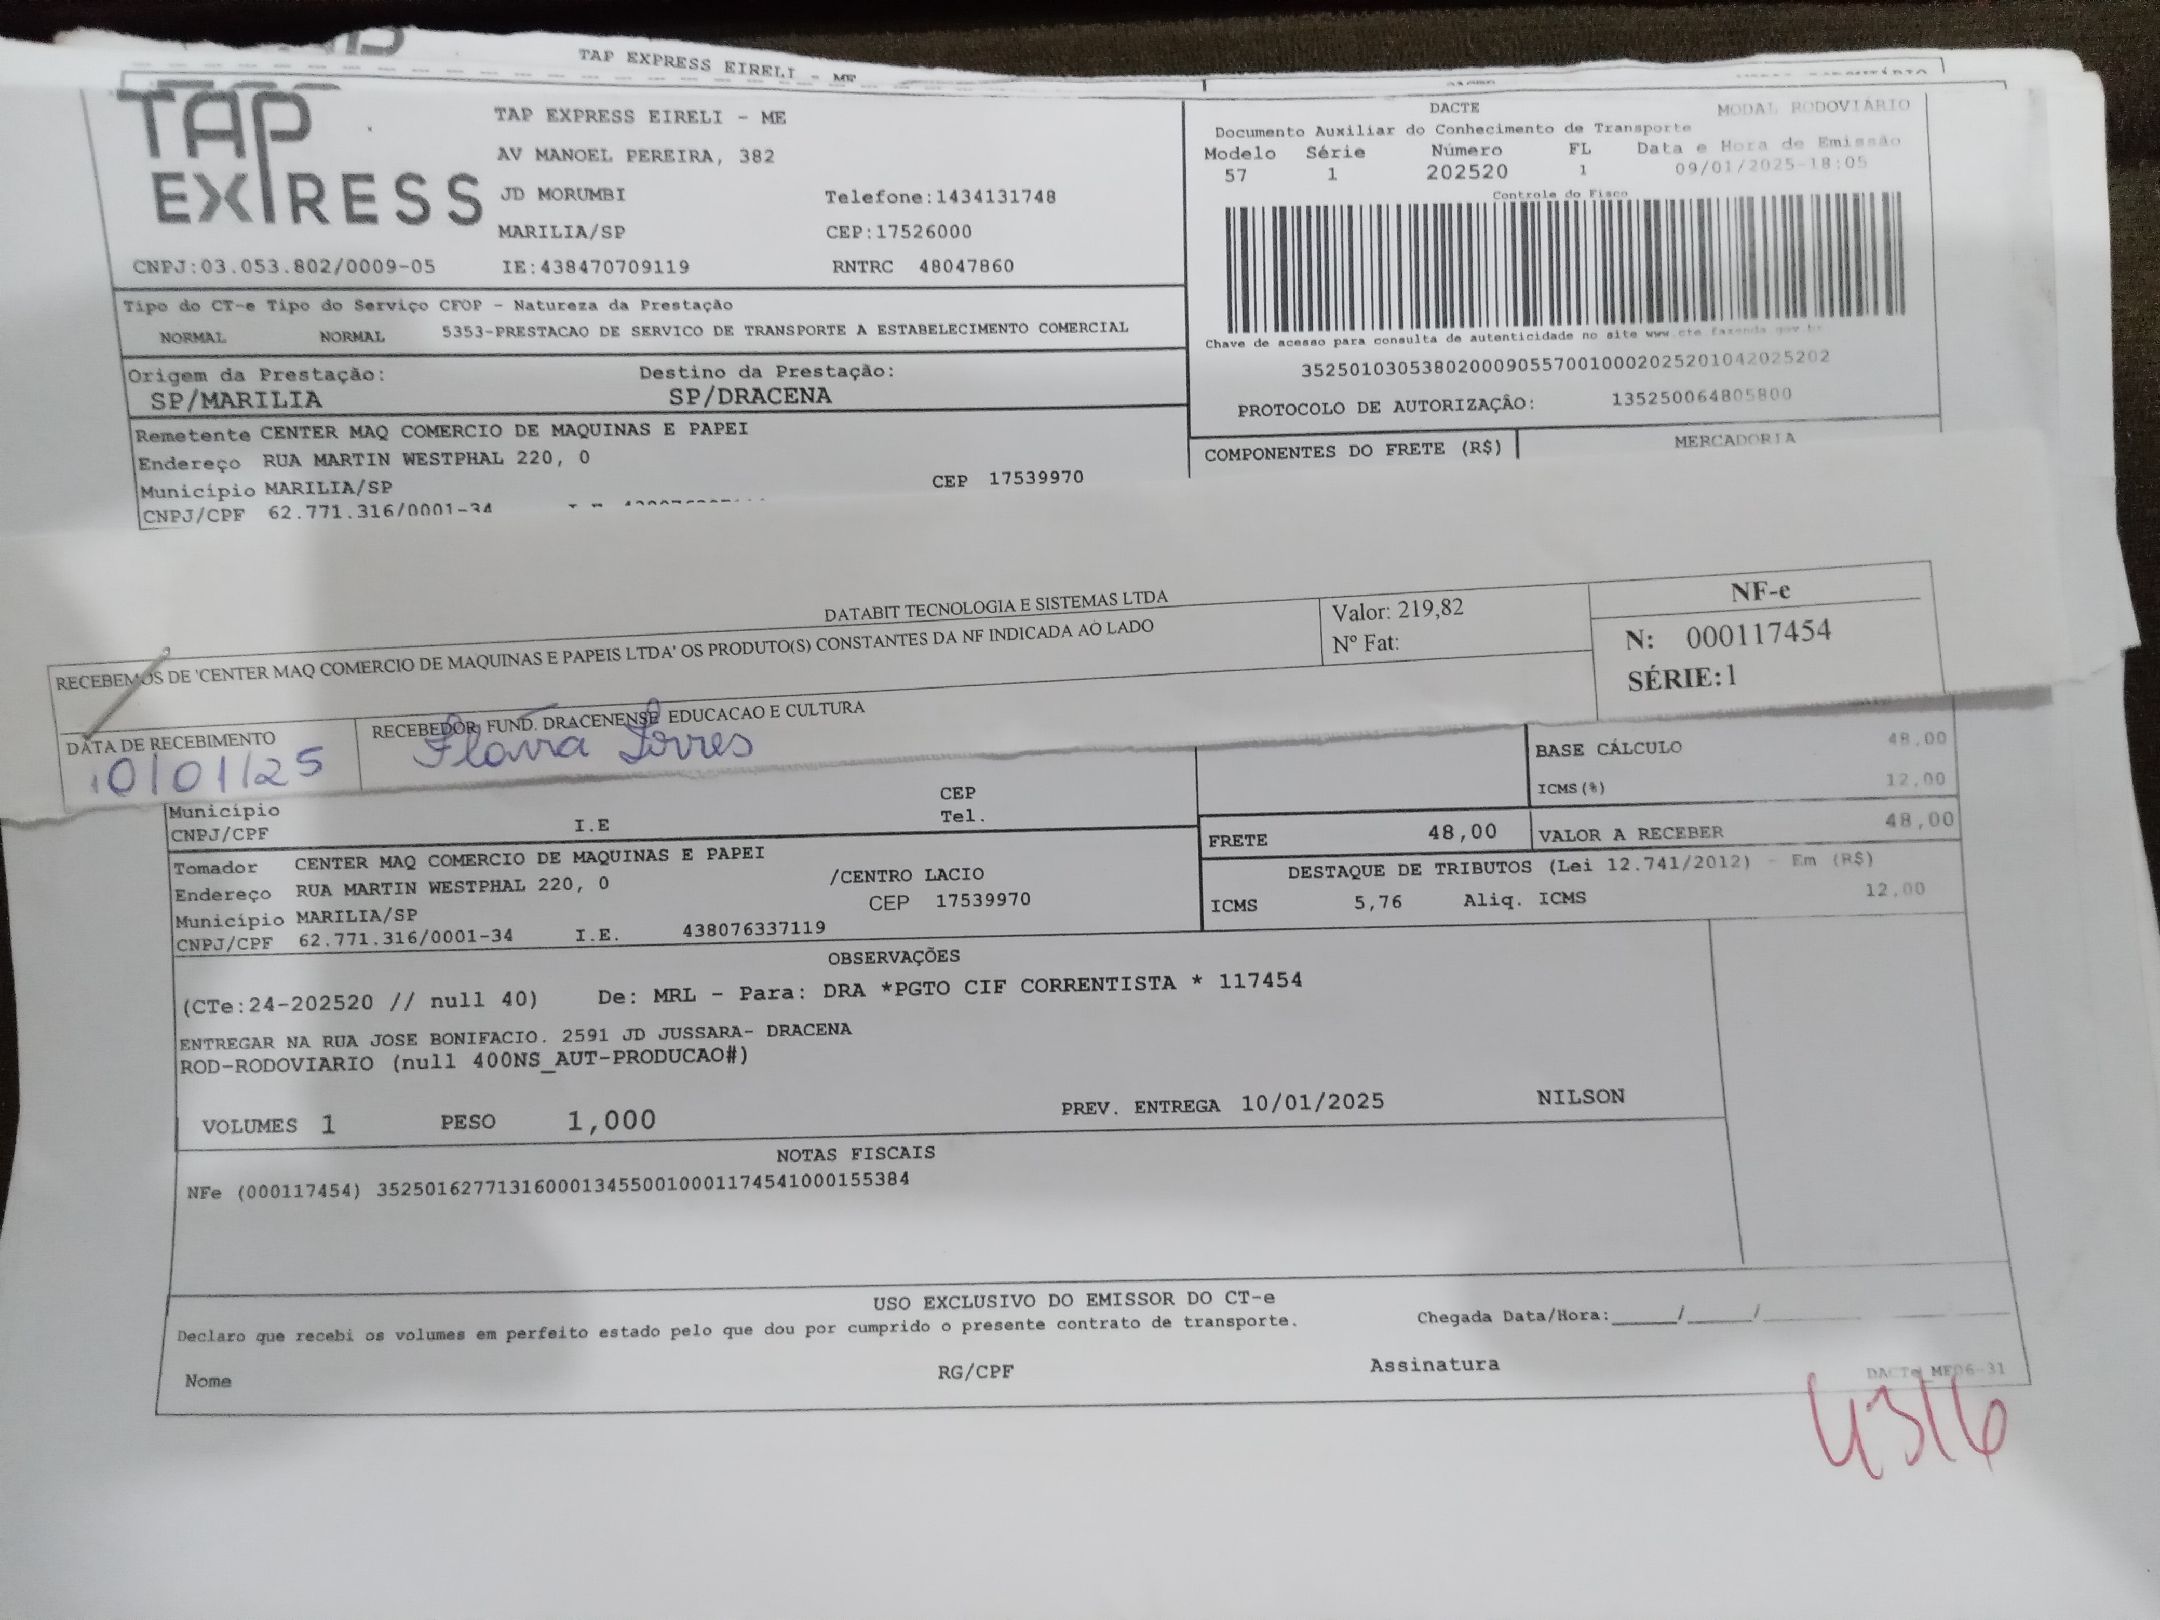 TAP EXPRESS EIRELI - ME
TAP EXPRESS
TAP EXPRESS EIRELI - ME
AV MANOEL PEREIRA, 382
JD MORUMBI Telefone:1434131748
MARILIA/SP CEP:17526000
CNPJ:03.053.802/0009-05 IE:438470709119 RNTRC 48047860
DACTE MODAL RODOVIÁRIO
Documento Auxiliar do Conhecimento de Transporte
Modelo Série Número FL Data e Hora de Emissão
57 1 202520 1 09/01/2025-18:05
Controle do Fisco
Chave de acesso para consulta de autenticidade no site www.cte.fazenda.gov.br
35250103053802000905570010002025201042025202
PROTOCOLO DE AUTORIZAÇÃO: 135250064805800
COMPONENTES DO FRETE (R$) MERCADORIA
Tipo do CT-e Tipo do Serviço CFOP - Natureza da Prestação
NORMAL NORMAL 5353-PRESTACAO DE SERVICO DE TRANSPORTE A ESTABELECIMENTO COMERCIAL
Origem da Prestação: Destino da Prestação:
SP/MARILIA SP/DRACENA
Remetente CENTER MAQ COMERCIO DE MAQUINAS E PAPEI
Endereço RUA MARTIN WESTPHAL 220, 0
Município MARILIA/SP CEP 17539970
CNPJ/CPF 62.771.316/0001-34
DATABIT TECNOLOGIA E SISTEMAS LTDA
RECEBEMOS DE 'CENTER MAQ COMERCIO DE MAQUINAS E PAPEIS LTDA' OS PRODUTO(S) CONSTANTES DA NF INDICADA AO LADO
Valor: 219,82
Nº Fat:
NF-e
N: 000117454
SÉRIE:1
DATA DE RECEBIMENTO
10/01/25
RECEBEDOR FUND. DRACENENSE EDUCACAO E CULTURA
Flavia Torres
BASE CÁLCULO 48,00
ICMS(%) 12,00
Município CEP
CNPJ/CPF I.E Tel.
FRETE 48,00 VALOR A RECEBER 48,00
Tomador CENTER MAQ COMERCIO DE MAQUINAS E PAPEI
Endereço RUA MARTIN WESTPHAL 220, 0 /CENTRO LACIO
Município MARILIA/SP CEP 17539970
CNPJ/CPF 62.771.316/0001-34 I.E. 438076337119
DESTAQUE DE TRIBUTOS (Lei 12.741/2012) - Em (R$)
ICMS 5,76 Aliq. ICMS 12,00
OBSERVAÇÕES
(CTe:24-202520 // null 40) De: MRL - Para: DRA *PGTO CIF CORRENTISTA * 117454
ENTREGAR NA RUA JOSE BONIFACIO. 2591 JD JUSSARA- DRACENA
ROD-RODOVIARIO (null 400NS_AUT-PRODUCAO#)
VOLUMES 1 PESO 1,000 PREV. ENTREGA 10/01/2025 NILSON
NOTAS FISCAIS
NFe (000117454) 35250162771316000134550010001174541000155384
USO EXCLUSIVO DO EMISSOR DO CT-e
Declaro que recebi os volumes em perfeito estado pelo que dou por cumprido o presente contrato de transporte. Chegada Data/Hora:_____/_____/
Nome RG/CPF Assinatura
4316